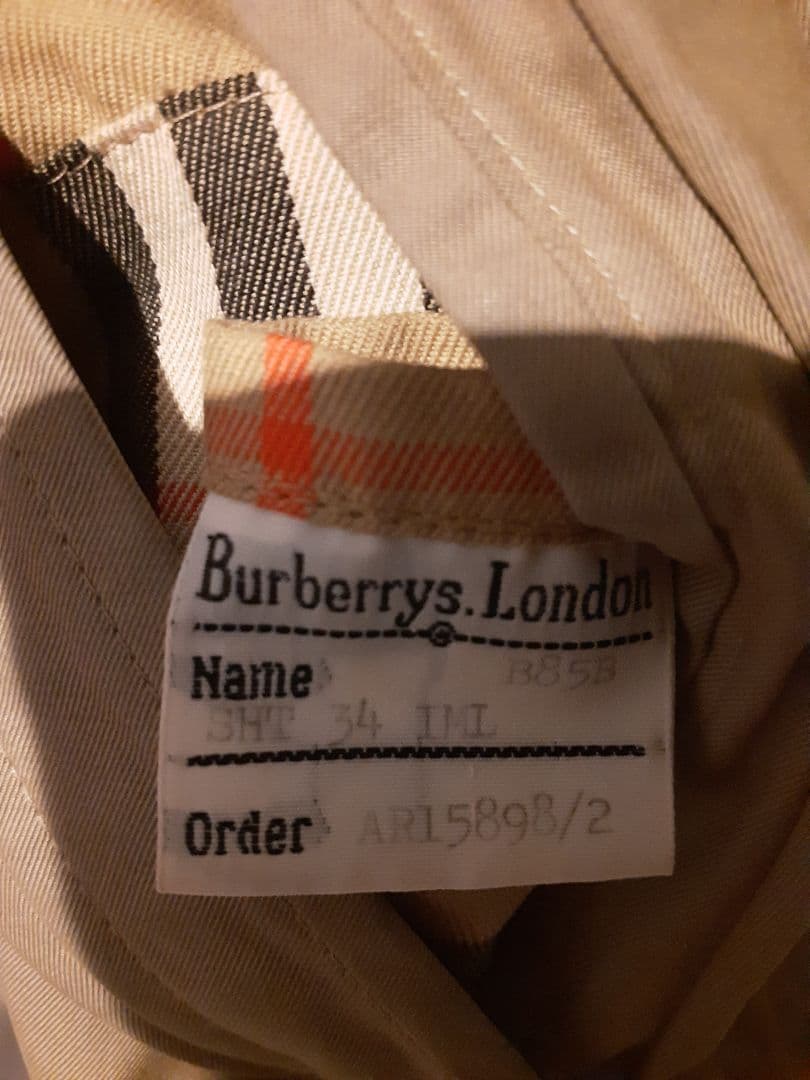 Burberrys. London
Name B85B
SHT 34 IML
Order AR15898/2